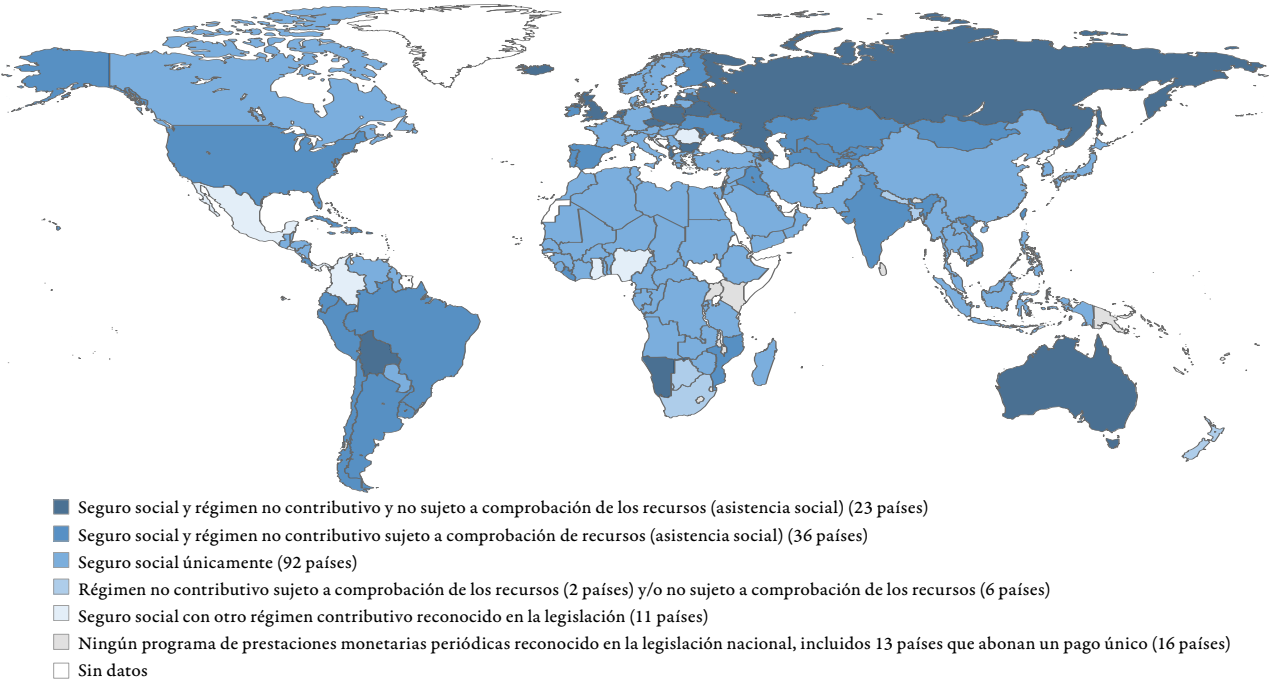 Seguro social y régimen no contributivo y no sujeto a comprobación de los recursos (asistencia social) (23 países)
Seguro social y régimen no contributivo sujeto a comprobación de recursos (asistencia social) (36 países)
Seguro social únicamente (92 países)
Régimen no contributivo sujeto a comprobación de los recursos (2 países) y/o no sujeto a comprobación de los recursos (6 países)
Seguro social con otro régimen contributivo reconocido en la legislación (11 países)
Ningún programa de prestaciones monetarias periódicas reconocido en la legislación nacional, incluidos 13 países que abonan un pago único (16 países)
Sin datos